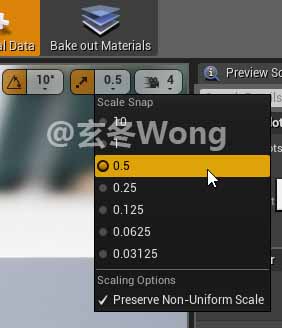 al Data
Bake out Materials
10°
0.5
4
Preview Sc
Scale Snap
10
@玄冬Wong
1
0.5
0.25
0.125
0.0625
0.03125
Scaling Options
✓ Preserve Non-Uniform Scale